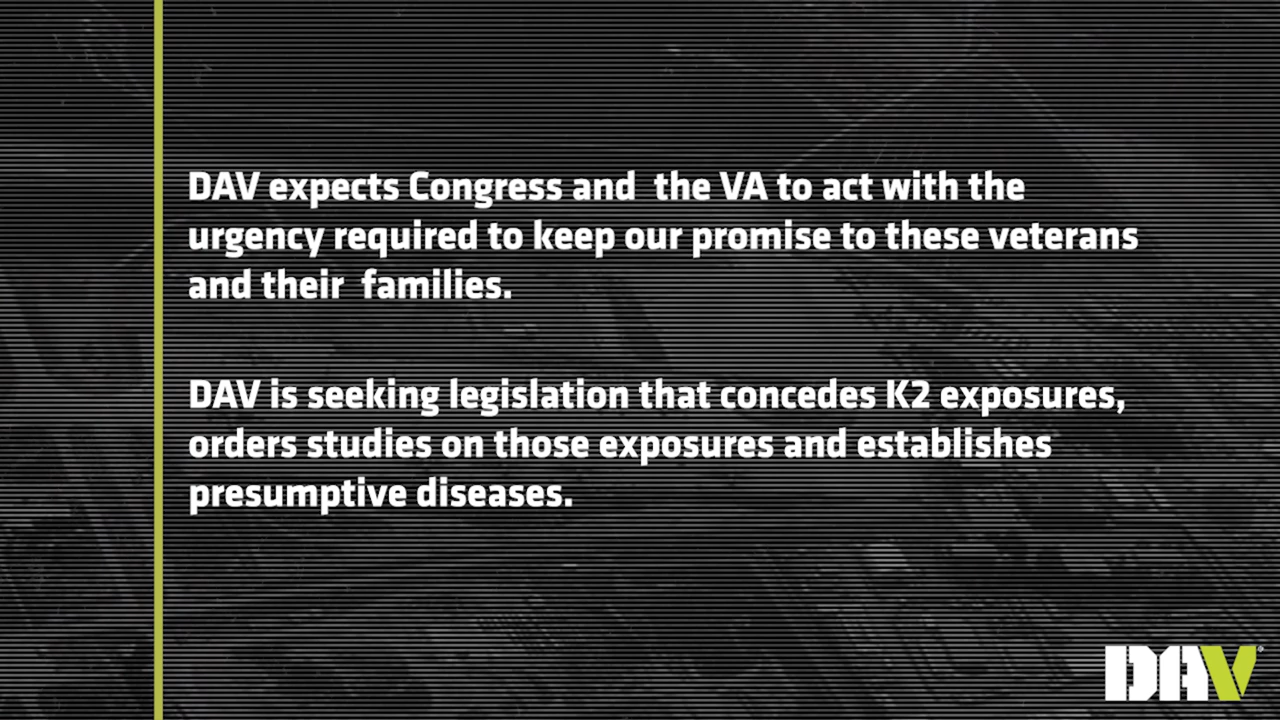 DAV expects Congress and  the VA to act with the
urgency required to keep our promise to these veterans
and their  families.
DAV is seeking legislation that concedes K2 exposures,
orders studies on those exposures and establishes
presumptive diseases.
DAV®